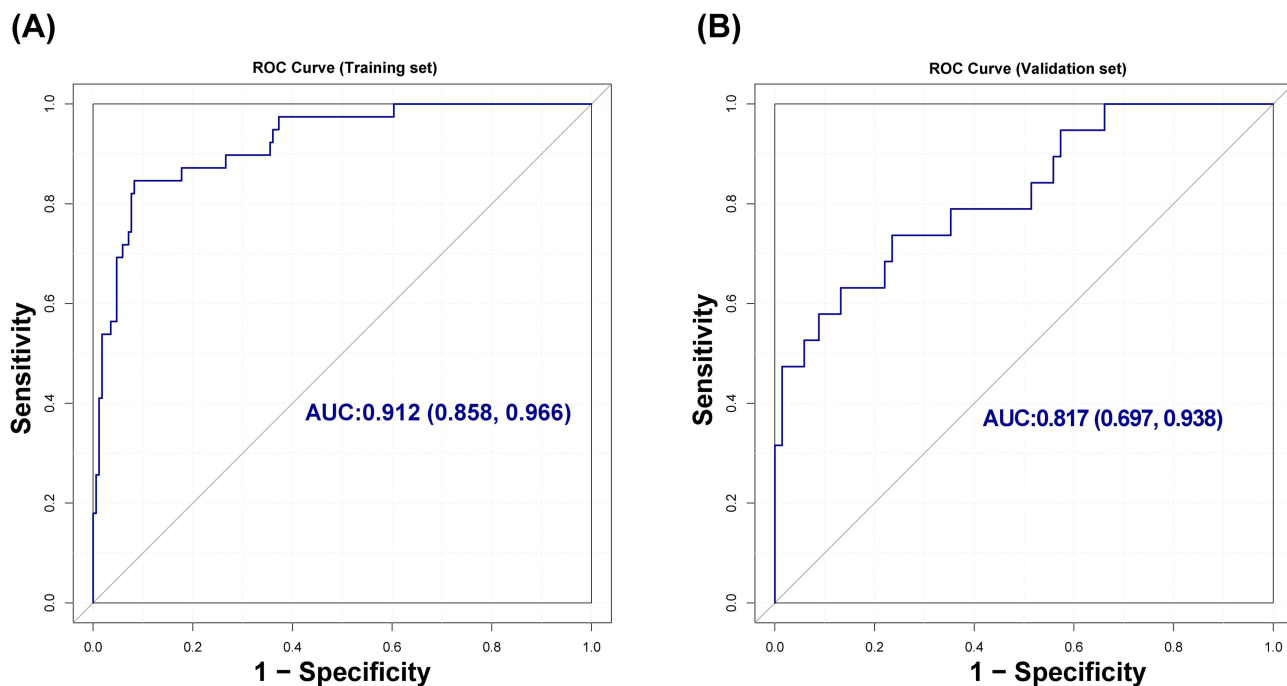 (A)
ROC Curve (Training set)
1.0
0.8
0.6
0.4
0.2
0.0
Sensitivity
AUC:0.912 (0.858, 0.966)
0.0 0.2 0.4 0.6 0.8 1.0
1 − Specificity
(B)
ROC Curve (Validation set)
1.0
0.8
0.6
0.4
0.2
0.0
Sensitivity
AUC:0.817 (0.697, 0.938)
0.0 0.2 0.4 0.6 0.8 1.0
1 − Specificity